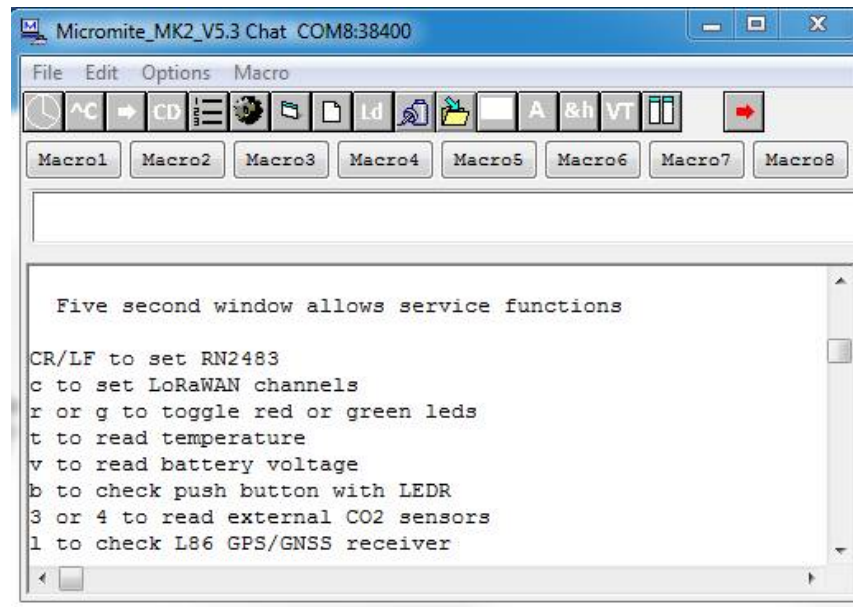 Micromite_MK2_V5.3 Chat COM8:38400
File Edit Options Macro
^C CD Ld A &h VT
Macro1 Macro2 Macro3 Macro4 Macro5 Macro6 Macro7 Macro8
Five second window allows service functions
CR/LF to set RN2483
c to set LoRaWAN channels
r or g to toggle red or green leds
t to read temperature
v to read battery voltage
b to check push button with LEDR
3 or 4 to read external CO2 sensors
l to check L86 GPS/GNSS receiver